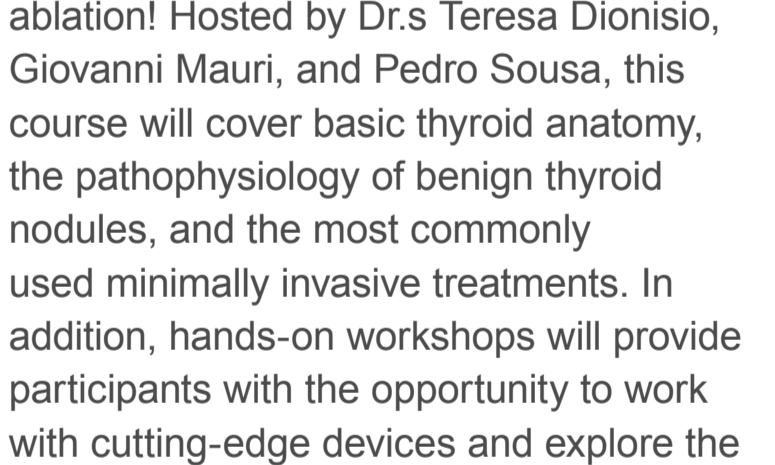 ablation! Hosted by Dr.s Teresa Dionisio,
Giovanni Mauri, and Pedro Sousa, this
course will cover basic thyroid anatomy,
the pathophysiology of benign thyroid
nodules, and the most commonly
used minimally invasive treatments. In
addition, hands-on workshops will provide
participants with the opportunity to work
with cutting-edge devices and explore the